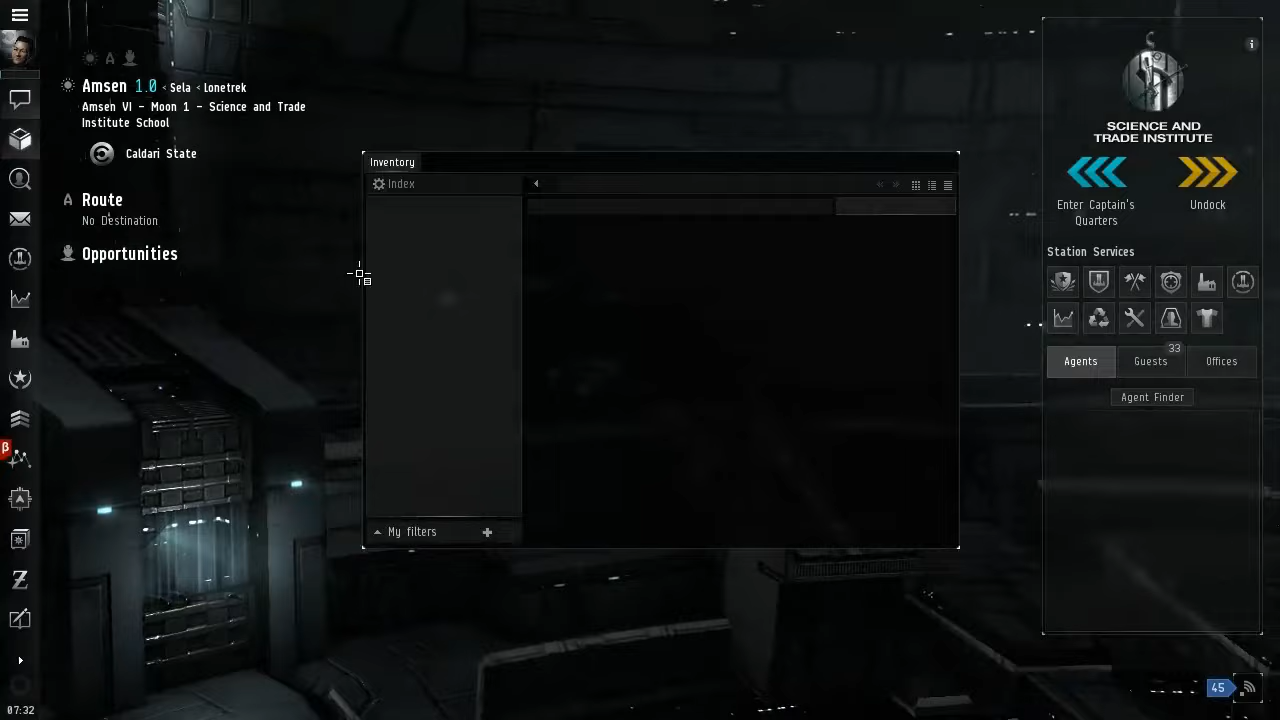 Amsen 1.0 < Sela < Lonetrek
Amsen VI - Moon 1 - Science and Trade
Institute School
Caldari State
A Route
No Destination
Opportunities
β
07:32
Inventory
Index
My filters
SCIENCE AND
TRADE INSTITUTE
Enter Captain's
Quarters
Undock
Station Services
33
Agents Guests Offices
Agent Finder
45